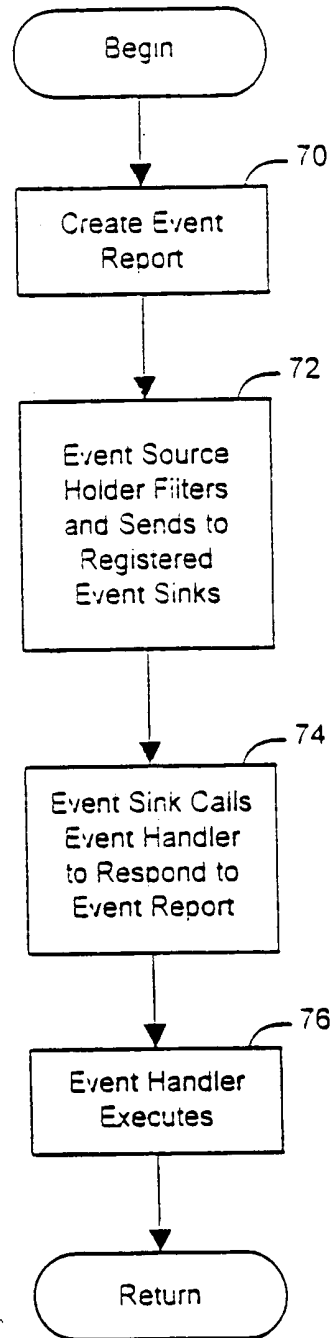 Begin
70
Create Event
Report
72
Event Source
Holder Filters
and Sends to
Registered
Event Sinks
74
Event Sink Calls
Event Handler
to Respond to
Event Report
76
Event Handler
Executes
Return